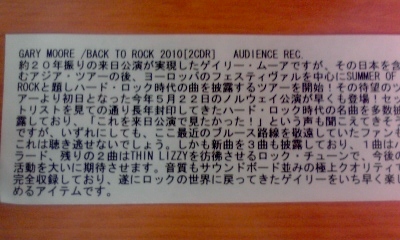 GARY MOORE /BACK TO ROCK 2010[2CDR]　AUDIENCE REC.
約２０年振りの来日公演が実現したゲイリー・ムーアですが、その日本を含
むアジア・ツアーの後、ヨーロッパのフェスティヴァルを中心にSUMMER OF
ROCKと題しハード・ロック時代の曲を披露するツアーを開始！その待望のツ
アーより初日となった今年５月２２日のノルウェイ公演が早くも登場！セッ
トリストを見ての通り長年封印してきたハード・ロック時代の名曲を多数披
露しており、「これを来日公演で見たかった！」という声も聞こえてきそう
ですが、いずれにしても、ここ最近のブルース路線を敬遠していたファンも
これは聴き逃せないでしょう。しかも新曲を３曲も披露しており、１曲はバ
ラード、残りの２曲はTHIN LIZZYを彷彿させるロック・チューンで、今後の
活動を大いに期待させます。音質もサウンドボード並みの極上クオリティで
完全収録しており、遂にロックの世界に戻ってきたゲイリーをいち早く楽し
めるアイテムです。